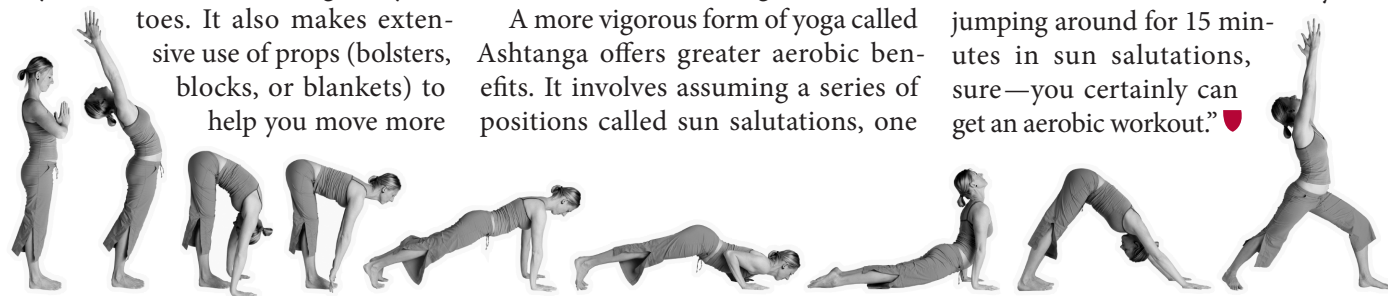 toes. It also makes exten-
sive use of props (bolsters,
blocks, or blankets) to
help you move more
A more vigorous form of yoga called
Ashtanga offers greater aerobic ben-
efits. It involves assuming a series of
positions called sun salutations, one
jumping around for 15 min-
utes in sun salutations,
sure—you certainly can
get an aerobic workout.”